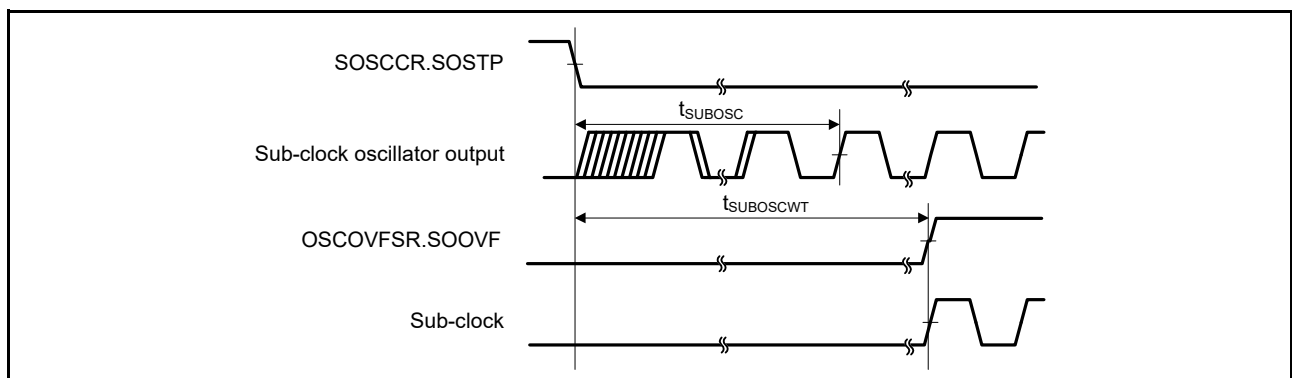 SOSCCR.SOSTP
tSUBOSC
Sub-clock oscillator output
tSUBOSCWT
OSCOVFSR.SOOVF
Sub-clock